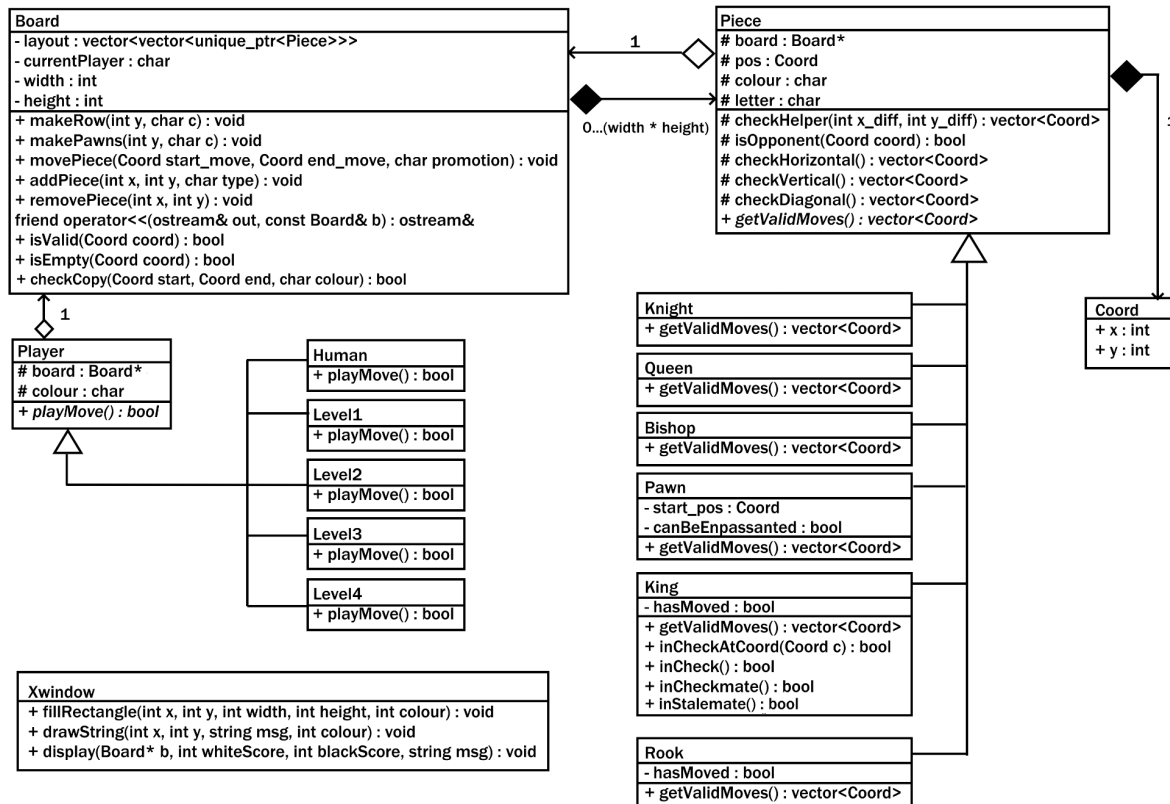 Board
- layout : vector<vector<unique_ptr<Piece>>>
- currentPlayer : char
- width : int
- height : int
+ makeRow(int y, char c) : void
+ makePawns(int y, char c) : void
+ movePiece(Coord start_move, Coord end_move, char promotion) : void
+ addPiece(int x, int y, char type) : void
+ removePiece(int x, int y) : void
friend operator<<(ostream& out, const Board& b) : ostream&
+ isValid(Coord coord) : bool
+ isEmpty(Coord coord) : bool
+ checkCopy(Coord start, Coord end, char colour) : bool
1
0...(width * height)
Piece
# board : Board*
# pos : Coord
# colour : char
# letter : char
# checkHelper(int x_diff, int y_diff) : vector<Coord>
# isOpponent(Coord coord) : bool
# checkHorizontal() : vector<Coord>
# checkVertical() : vector<Coord>
# checkDiagonal() : vector<Coord>
+ getValidMoves() : vector<Coord>
1
Coord
+ x : int
+ y : int
1
Player
# board : Board*
# colour : char
+ playMove() : bool
Human
+ playMove() : bool
Level1
+ playMove() : bool
Level2
+ playMove() : bool
Level3
+ playMove() : bool
Level4
+ playMove() : bool
Knight
+ getValidMoves() : vector<Coord>
Queen
+ getValidMoves() : vector<Coord>
Bishop
+ getValidMoves() : vector<Coord>
Pawn
- start_pos : Coord
- canBeEnpassanted : bool
+ getValidMoves() : vector<Coord>
King
- hasMoved : bool
+ getValidMoves() : vector<Coord>
+ inCheckAtCoord(Coord c) : bool
+ inCheck() : bool
+ inCheckmate() : bool
+ inStalemate() : bool
Rook
- hasMoved : bool
+ getValidMoves() : vector<Coord>
Xwindow
+ fillRectangle(int x, int y, int width, int height, int colour) : void
+ drawString(int x, int y, string msg, int colour) : void
+ display(Board* b, int whiteScore, int blackScore, string msg) : void